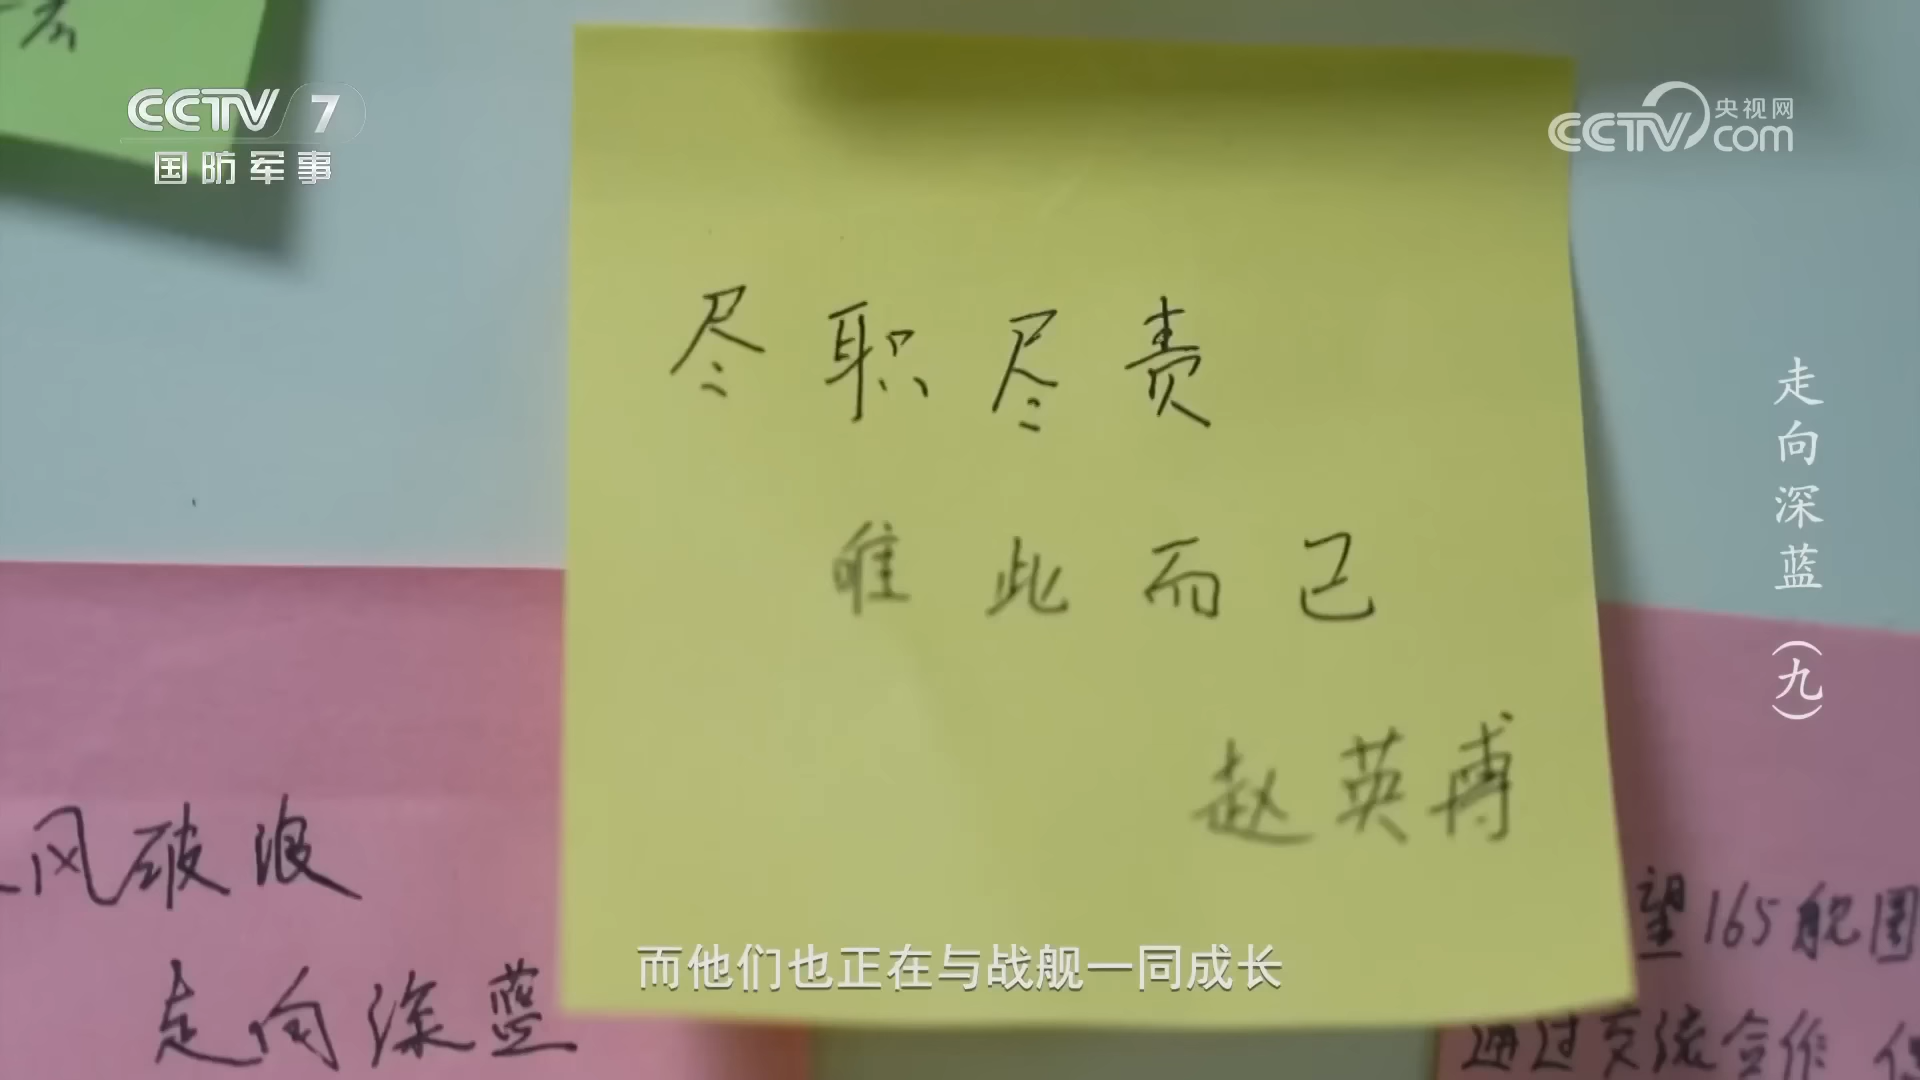 CCTV 7
国防军事
央视网
CCTV com
尽职尽责
唯此而已
赵英博
走向深蓝（九）
风破浪
走向深蓝
望165舰圆
通过交流合作
而他们也正在与战舰一同成长